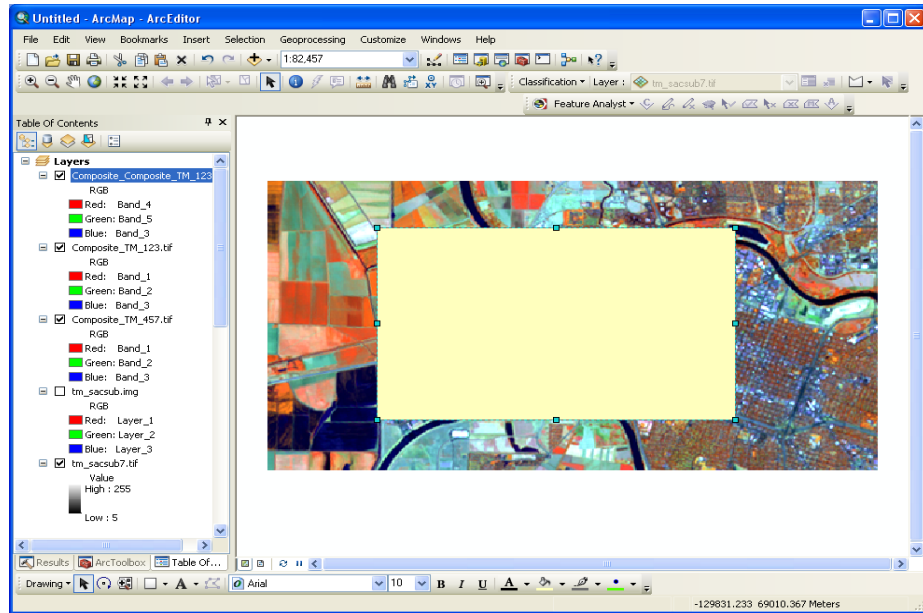 Untitled - ArcMap - ArcEditor
File Edit View Bookmarks Insert Selection Geoprocessing Customize Windows Help
1:82,457
Classification Layer : tm_sacsub7.tif
Feature Analyst
Table Of Contents
Layers
Composite_Composite_TM_123
RGB
Red: Band_4
Green: Band_5
Blue: Band_3
Composite_TM_123.tif
RGB
Red: Band_1
Green: Band_2
Blue: Band_3
Composite_TM_457.tif
RGB
Red: Band_1
Green: Band_2
Blue: Band_3
tm_sacsub.img
RGB
Red: Layer_1
Green: Layer_2
Blue: Layer_3
tm_sacsub7.tif
Value
High : 255
Low : 5
Results ArcToolbox Table Of...
Drawing A Arial 10 B I U A
-129831.233 69010.367 Meters